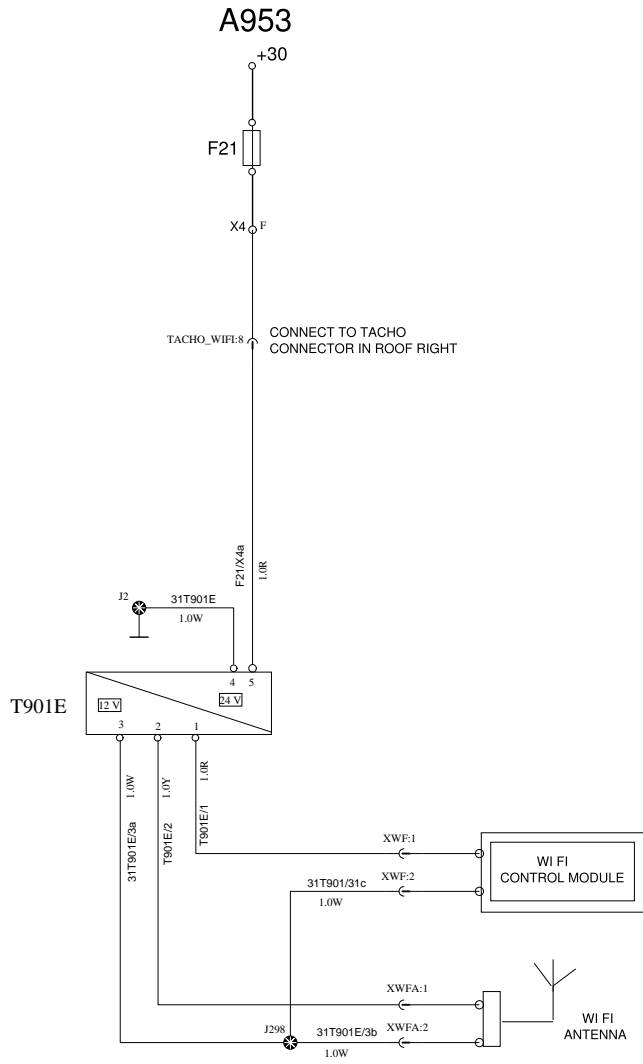 A953
+30
F21
X4 F
TACHO_WIFI:8
CONNECT TO TACHO
CONNECTOR IN ROOF RIGHT
F21/X4a
1.0R
J2
31T901E
1.0W
4 5
T901E
12 V
24 V
3 2 1
1.0W
1.0Y
1.0R
31T901E/3a
T901E/2
T901E/1
XWF:1
WI FI
CONTROL MODULE
XWF:2
31T901/31c
1.0W
XWFA:1
J298
31T901E/3b
XWFA:2
1.0W
WI FI
ANTENNA